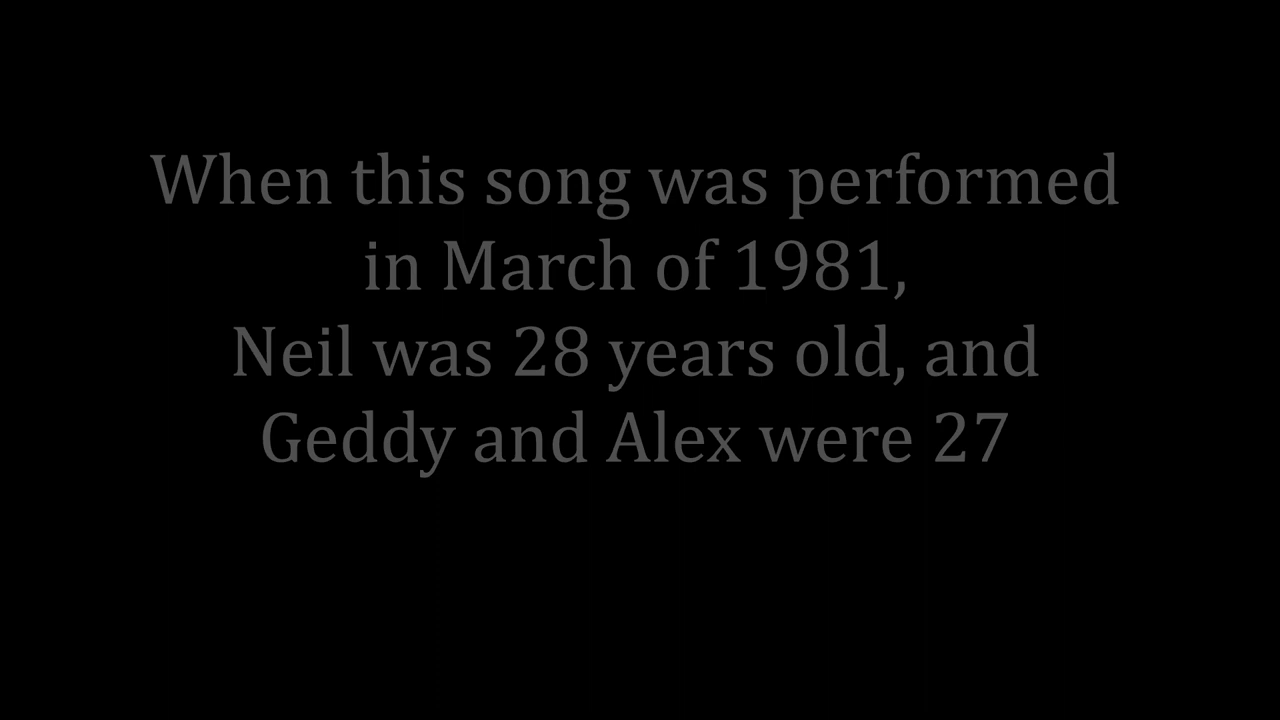 When this song was performed
in March of 1981,
Neil was 28 years old, and
Geddy and Alex were 27